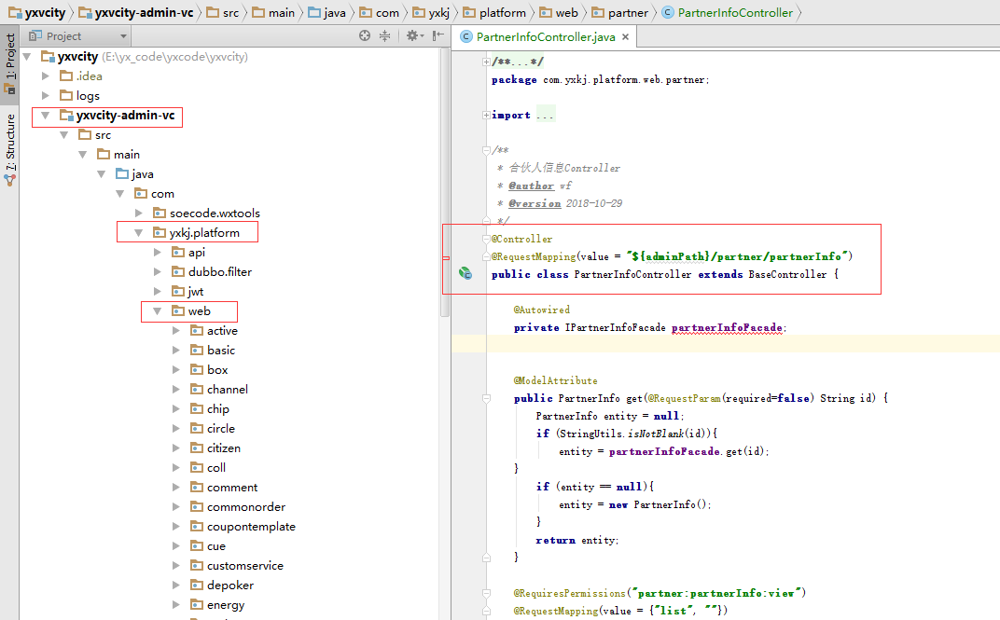 yxvcity yxvcity-admin-vc src main java com yxkj platform web partner PartnerInfoController
1: Project
Z: Structure
Project
yxvcity (E:\yx_code\yxcode\yxvcity)
.idea
logs
yxvcity-admin-vc
src
main
java
com
soecode.wxtools
yxkj.platform
api
dubbo.filter
jwt
web
active
basic
box
channel
chip
circle
citizen
coll
comment
commonorder
coupontemplate
cue
customservice
depoker
energy
PartnerInfoController.java
/**...*/
package com.yxkj.platform.web.partner;
import ...
/**
* 合伙人信息Controller
* @author wf
* @version 2018-10-29
*/
@Controller
@RequestMapping(value = "${adminPath}/partner/partnerInfo")
public class PartnerInfoController extends BaseController {
@Autowired
private IPartnerInfoFacade partnerInfoFacade;
@ModelAttribute
public PartnerInfo get(@RequestParam(required=false) String id) {
PartnerInfo entity = null;
if (StringUtils.isNotBlank(id)){
entity = partnerInfoFacade.get(id);
}
if (entity == null){
entity = new PartnerInfo();
}
return entity;
}
@RequiresPermissions("partner:partnerInfo:view")
@RequestMapping(value = {"list", ""})